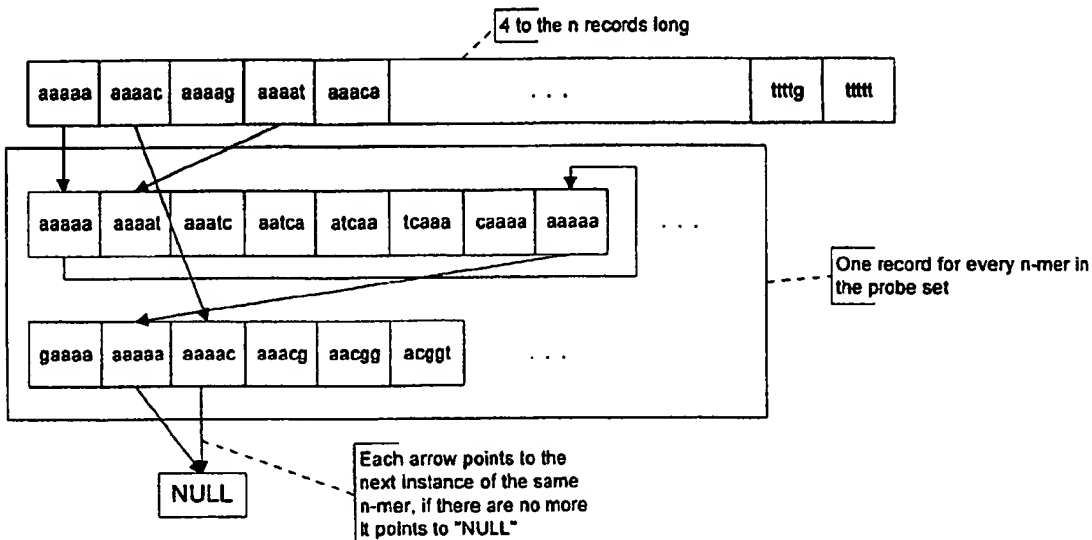 4 to the n records long
aaaaa aaaac aaaag aaaat aaaca . . . ttttg ttttt
aaaaa aaaat aaatc aatca atcaa tcaaa caaaa aaaaa . . .
One record for every n-mer in
the probe set
gaaaa aaaaa aaaac aaacg aacgg acggt . . .
Each arrow points to the
next instance of the same
n-mer, if there are no more
it points to "NULL"
NULL